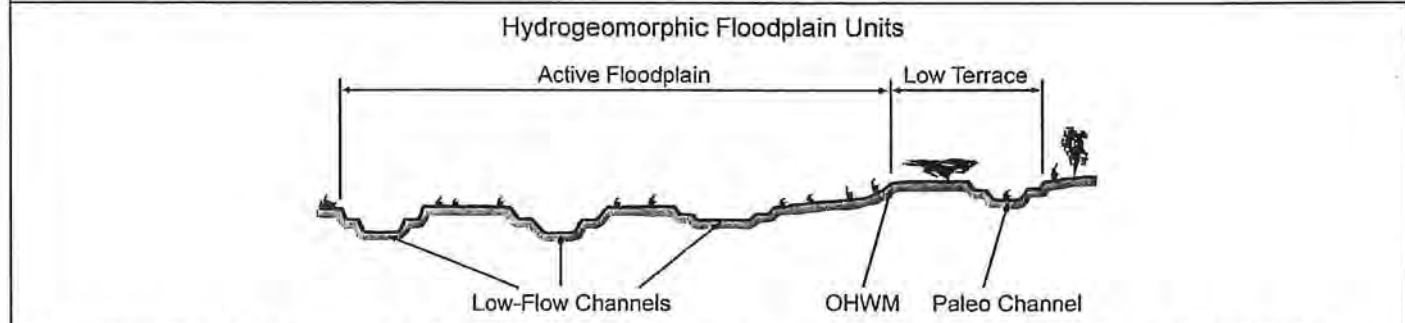 Hydrogeomorphic Floodplain Units
Active Floodplain
Low Terrace
Low-Flow Channels
OHWM
Paleo Channel